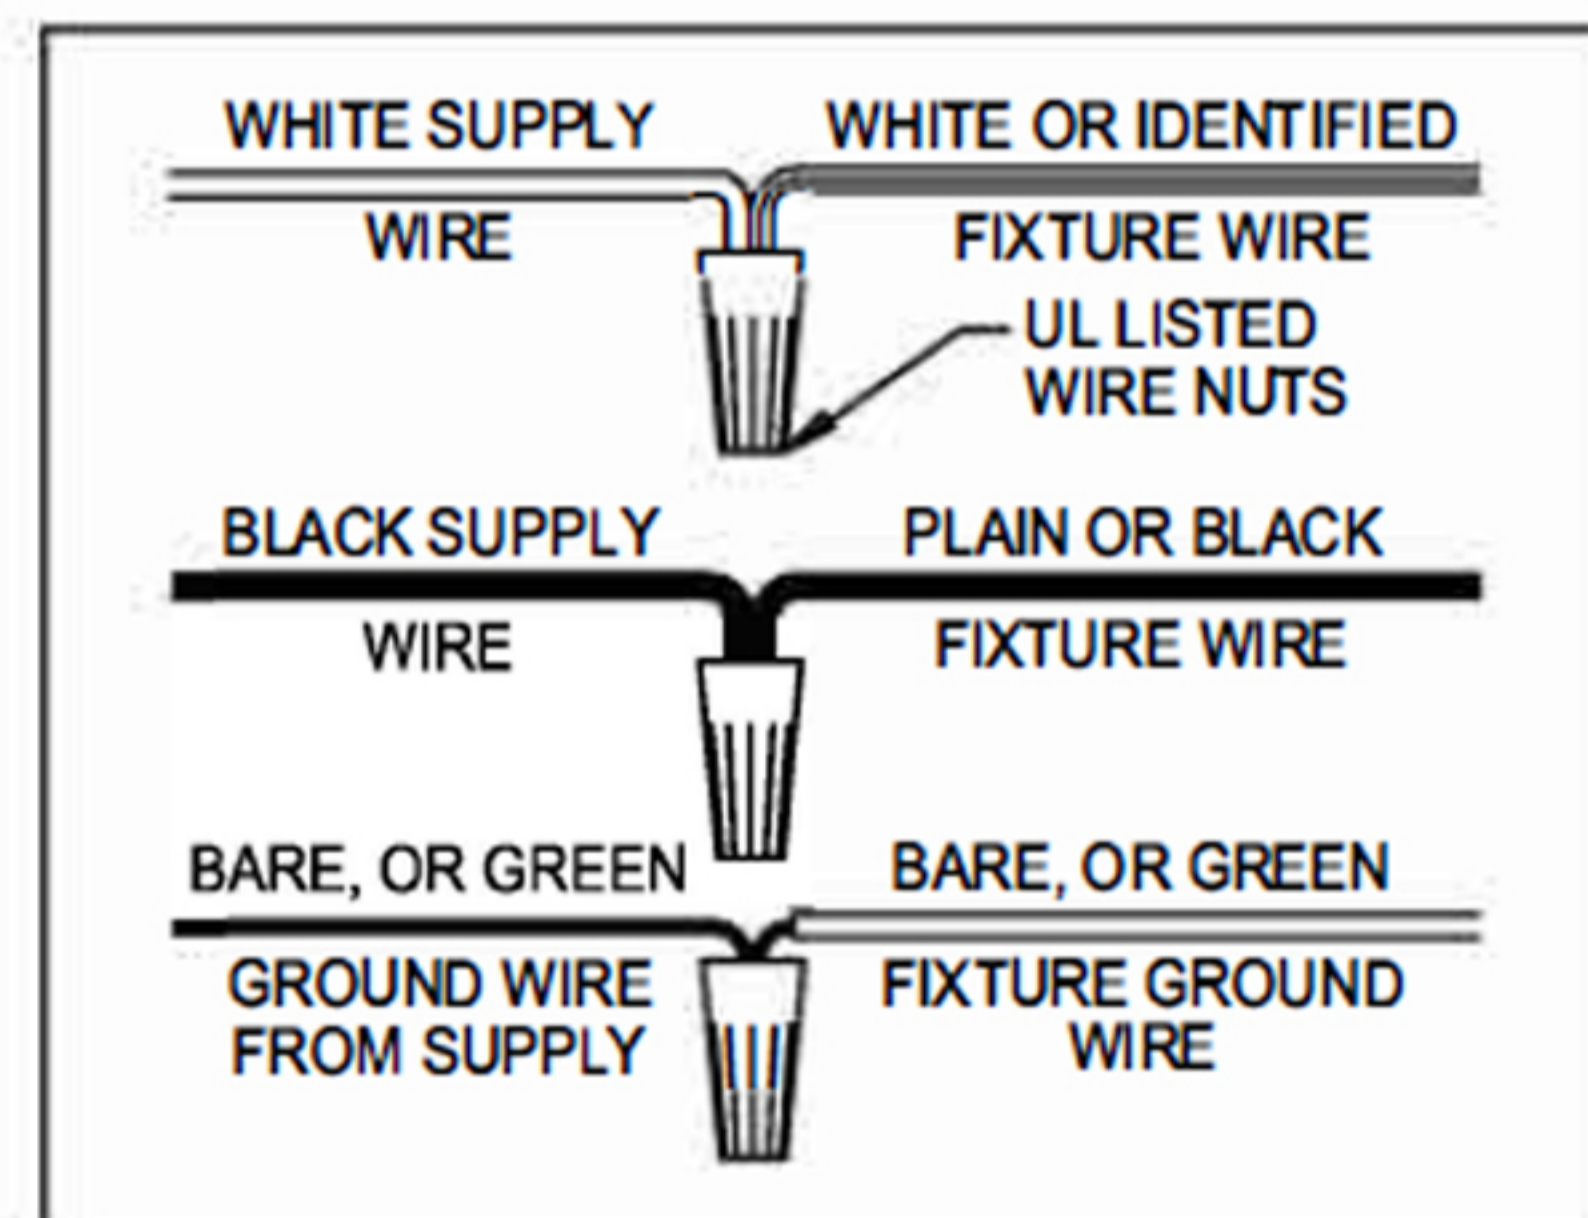 WHITE SUPPLY
WIRE
WHITE OR IDENTIFIED
FIXTURE WIRE
UL LISTED
WIRE NUTS
BLACK SUPPLY
WIRE
PLAIN OR BLACK
FIXTURE WIRE
BARE, OR GREEN
GROUND WIRE
FROM SUPPLY
BARE, OR GREEN
FIXTURE GROUND
WIRE